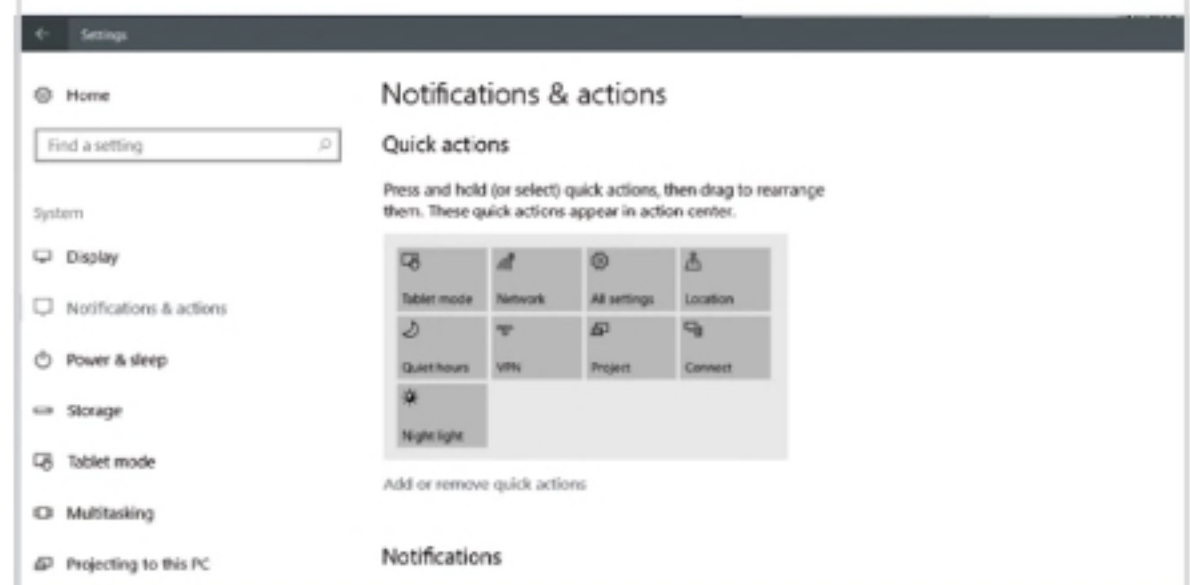 Settings
Home
Find a setting
System
Display
Notifications & actions
Power & sleep
Storage
Tablet mode
Multitasking
Projecting to this PC
Notifications & actions
Quick actions
Press and hold (or select) quick actions, then drag to rearrange
them. These quick actions appear in action center.
Tablet mode Network All settings Location
Quiet hours VPN Project Connect
Night light
Add or remove quick actions
Notifications